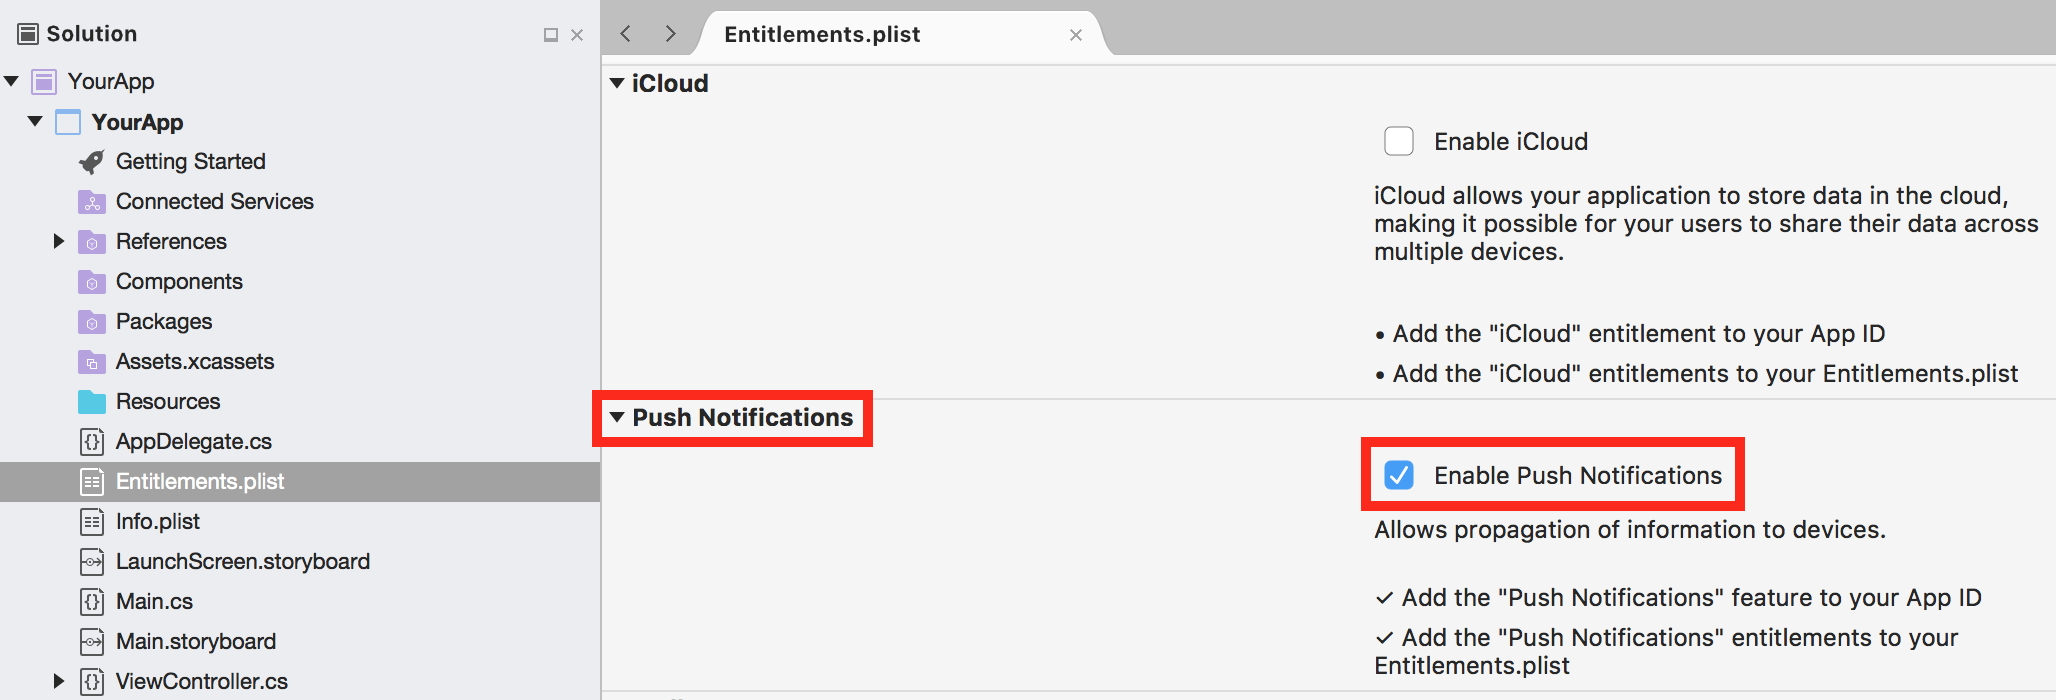 Solution
YourApp
YourApp
Getting Started
Connected Services
References
Components
Packages
Assets.xcassets
Resources
AppDelegate.cs
Entitlements.plist
Info.plist
LaunchScreen.storyboard
Main.cs
Main.storyboard
ViewController.cs
Entitlements.plist
iCloud
Enable iCloud
iCloud allows your application to store data in the cloud,
making it possible for your users to share their data across
multiple devices.
• Add the "iCloud" entitlement to your App ID
• Add the "iCloud" entitlements to your Entitlements.plist
Push Notifications
Enable Push Notifications
Allows propagation of information to devices.
✓ Add the "Push Notifications" feature to your App ID
✓ Add the "Push Notifications" entitlements to your
Entitlements.plist